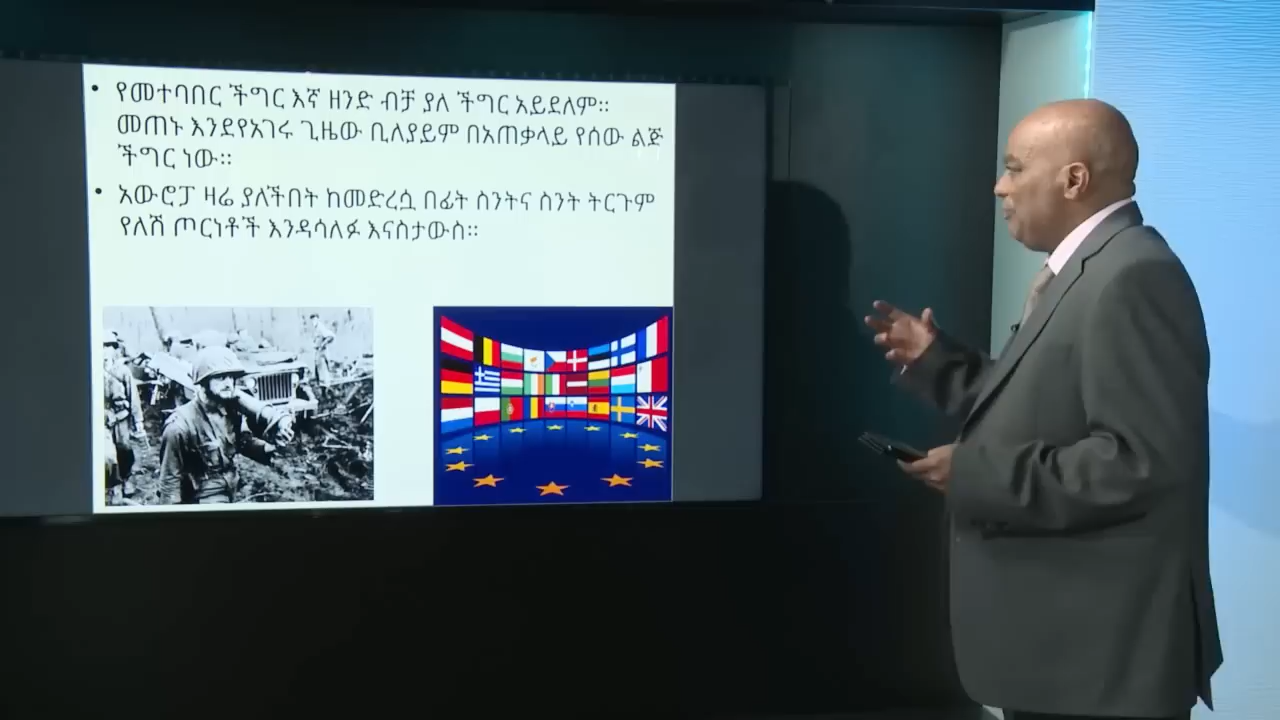 • የመተባበር ችግር እኛ ዘንድ ብቻ ያለ ችግር አይደለም።
መጠኑ እንደየአገሩ ጊዜው ቢለያይም በአጠቃላይ የሰው ልጅ
ችግር ነው።
• አውሮፓ ዛሬ ያለችበት ከመድረሷ በፊት ስንትና ስንት ትርጉም
የለሽ ጦርነቶች እንዳሳለፉ እናስታውስ።